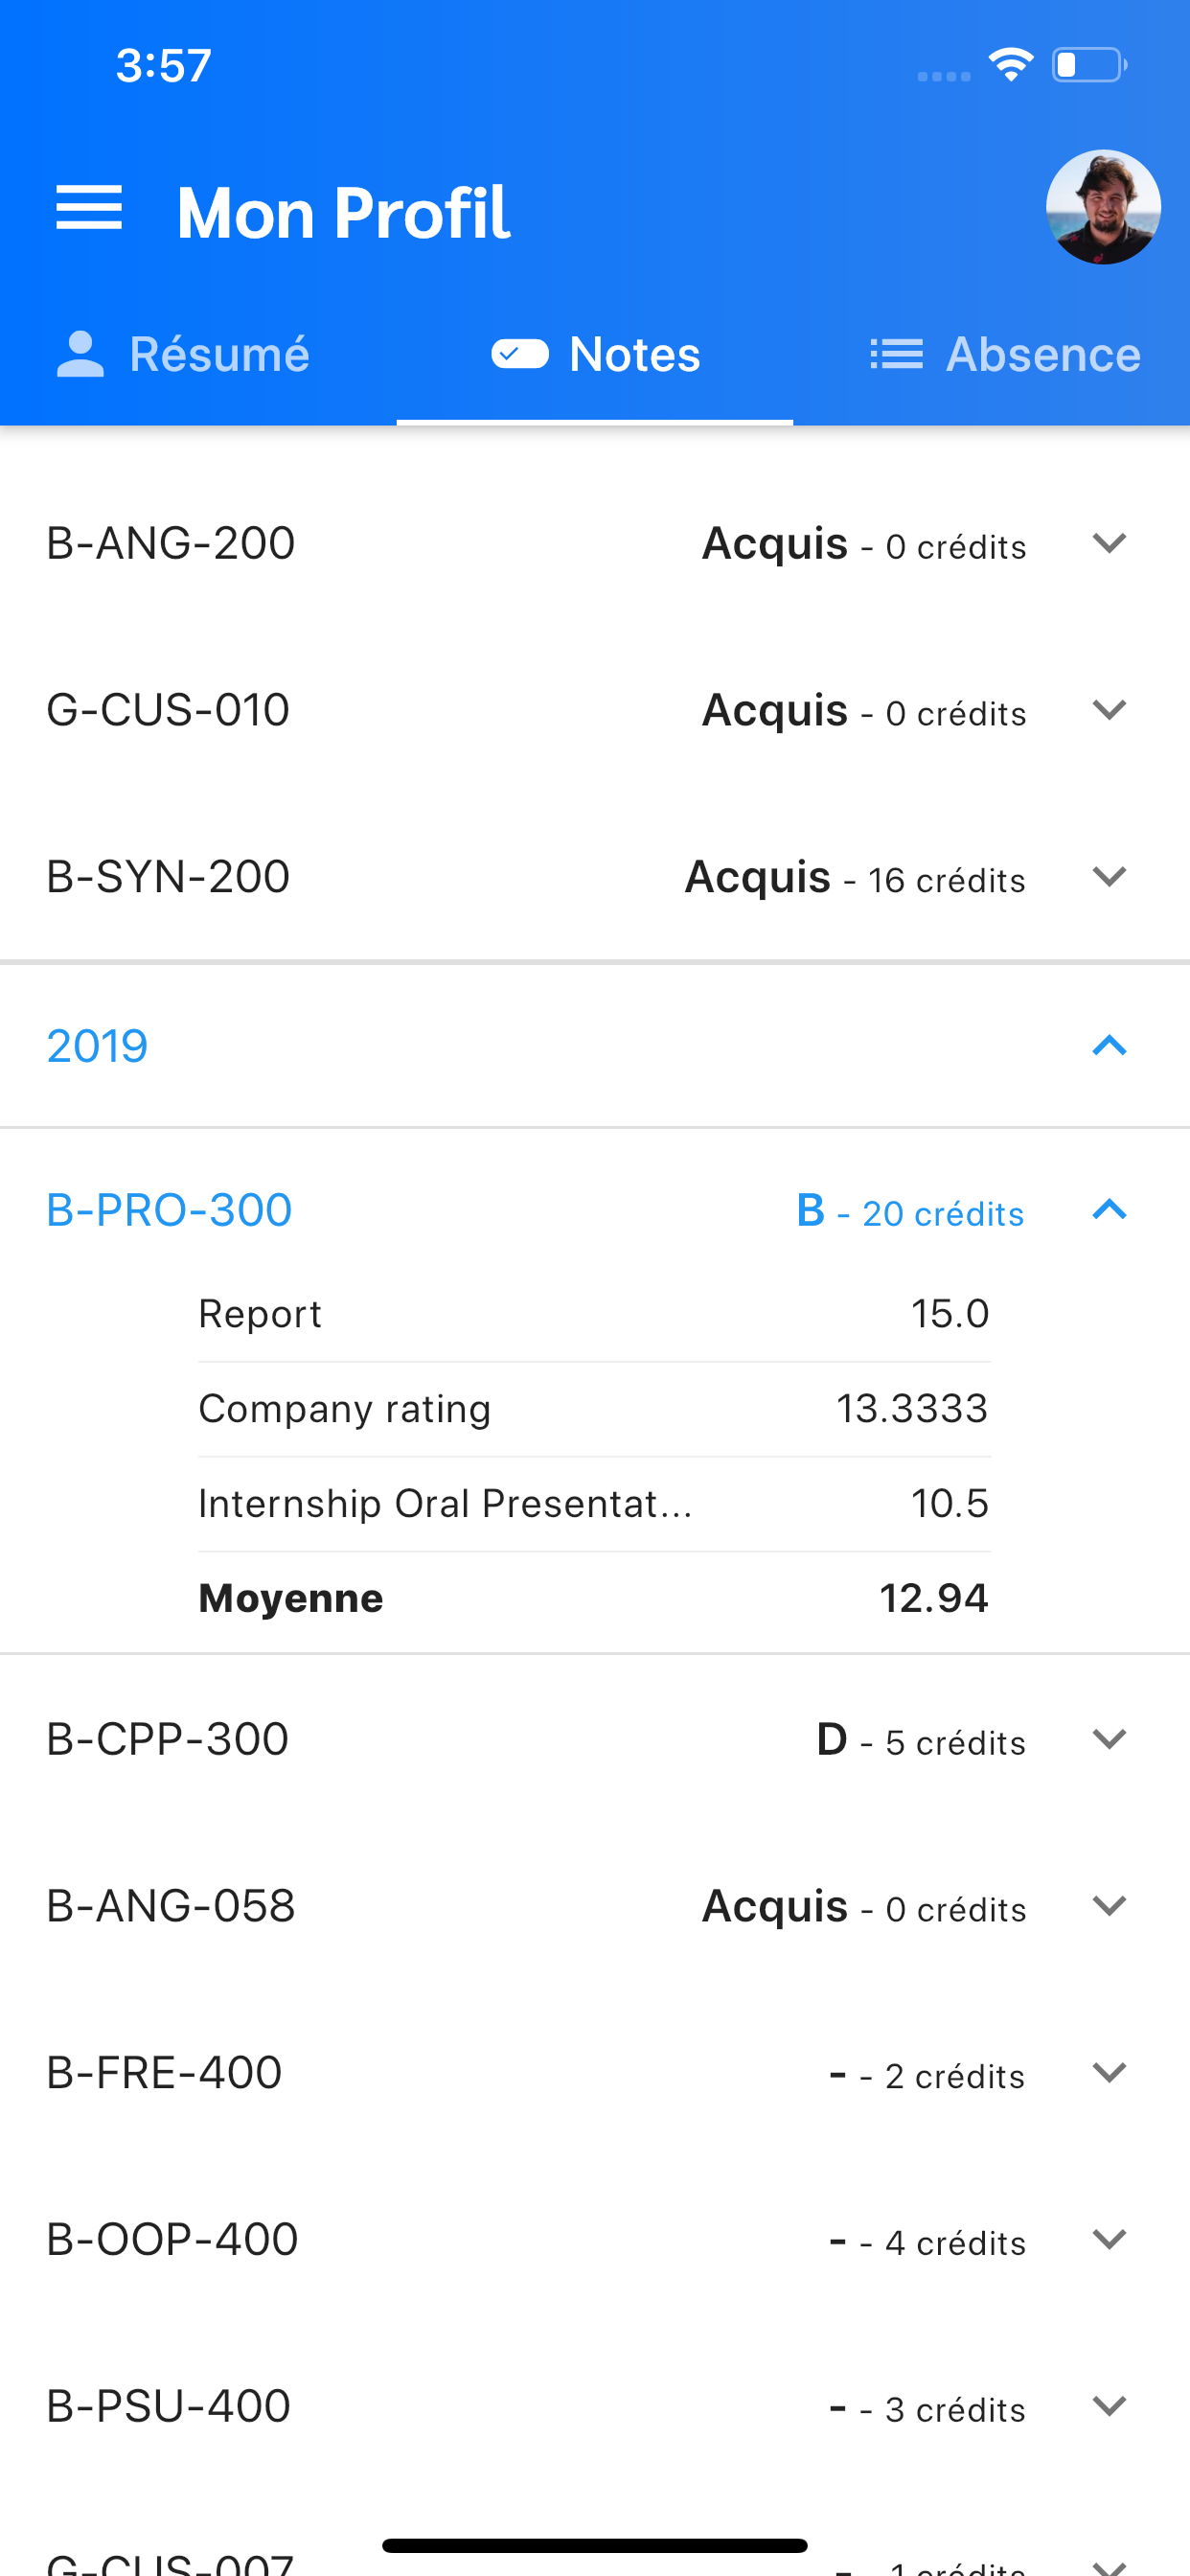 3:57
Mon Profil
Résumé
Notes
Absence
B-ANG-200 Acquis - 0 crédits
G-CUS-010 Acquis - 0 crédits
B-SYN-200 Acquis - 16 crédits
2019
B-PRO-300 B - 20 crédits
Report 15.0
Company rating 13.3333
Internship Oral Presentat... 10.5
Moyenne 12.94
B-CPP-300 D - 5 crédits
B-ANG-058 Acquis - 0 crédits
B-FRE-400 - - 2 crédits
B-OOP-400 - - 4 crédits
B-PSU-400 - - 3 crédits
G-CUS-007 - - 1 crédits